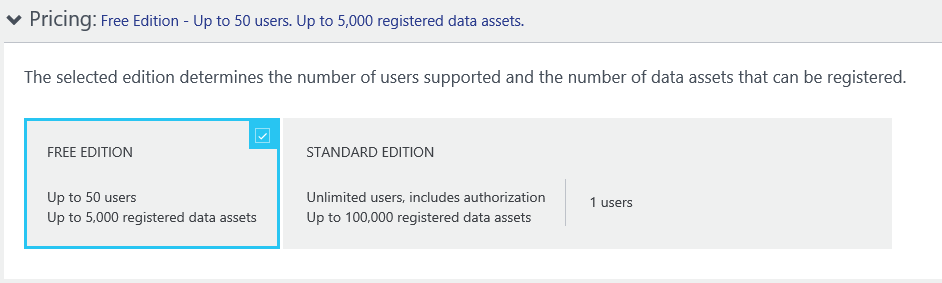 Pricing: Free Edition - Up to 50 users. Up to 5,000 registered data assets.
The selected edition determines the number of users supported and the number of data assets that can be registered.
FREE EDITION
Up to 50 users
Up to 5,000 registered data assets
STANDARD EDITION
Unlimited users, includes authorization
Up to 100,000 registered data assets
1 users